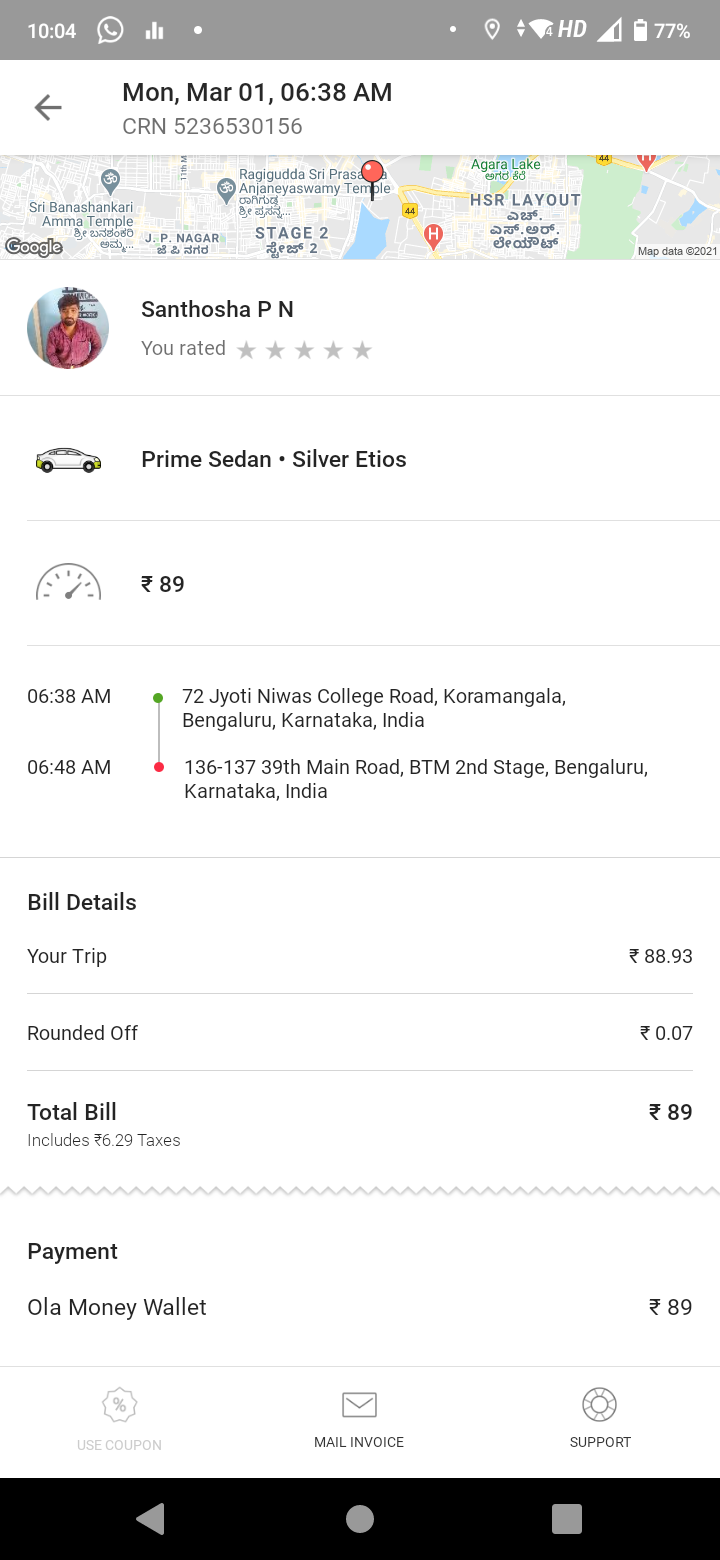 10:04
4 HD 77%
Mon, Mar 01, 06:38 AM
CRN 5236530156
Sri Banashankari
Amma Temple
ಶ್ರೀ ಬನಶಂಕರಿ
ಅಮ್ಮ...
Google
J. P. NAGAR
ಜೆ ಪಿ ನಗರ
Ragigudda Sri Prasanna
Anjaneyaswamy Temple
ರಾಗಿಗುಡ್ಡ
ಶ್ರೀ ಪ್ರಸನ್ನ...
STAGE 2
ಸ್ಟೇಜ್ 2
44
H
Agara Lake
ಅಗರ ಕೆರೆ
HSR LAYOUT
ಎಚ್.
ಎಸ್.ಆರ್.
ಲೇಯೌಟ್
44
H
Map data ©2021
Santhosha P N
You rated
Prime Sedan • Silver Etios
₹ 89
06:38 AM 72 Jyoti Niwas College Road, Koramangala,
Bengaluru, Karnataka, India
06:48 AM 136-137 39th Main Road, BTM 2nd Stage, Bengaluru,
Karnataka, India
Bill Details
Your Trip ₹ 88.93
Rounded Off ₹ 0.07
Total Bill ₹ 89
Includes ₹6.29 Taxes
Payment
Ola Money Wallet ₹ 89
USE COUPON MAIL INVOICE SUPPORT